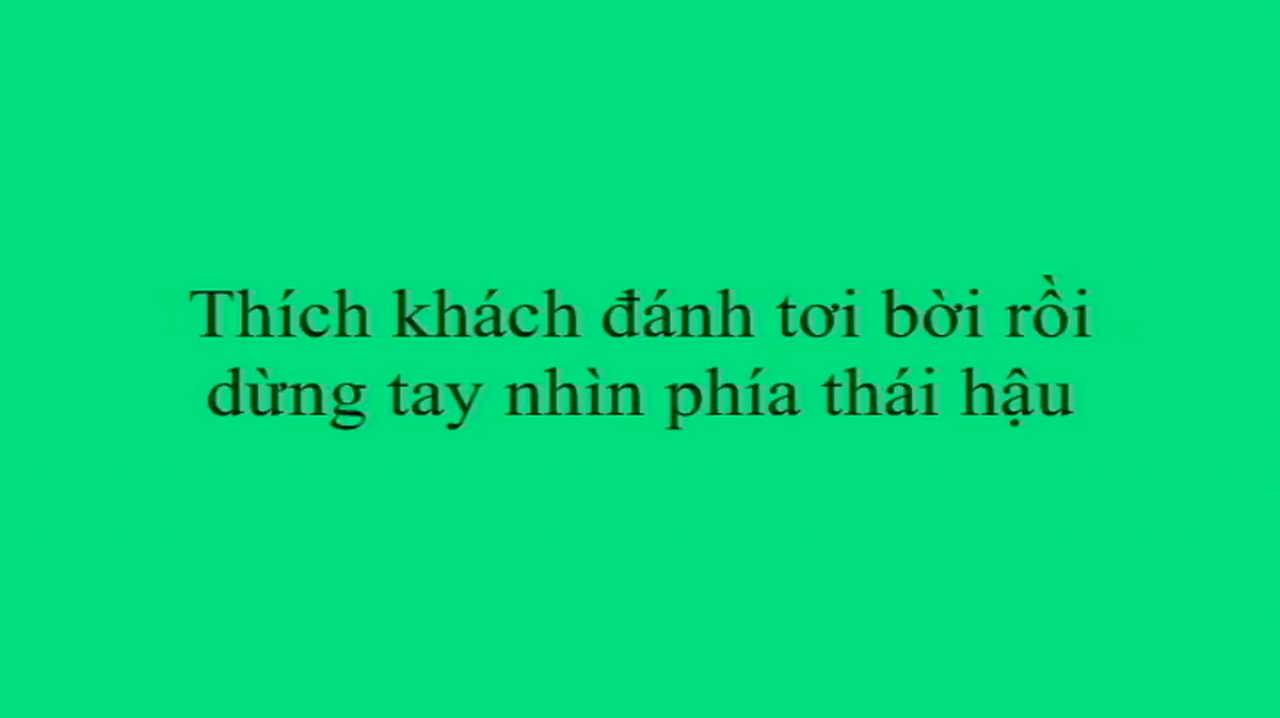 Thích khách đánh tơi bời rồi
dừng tay nhìn phía thái hậu